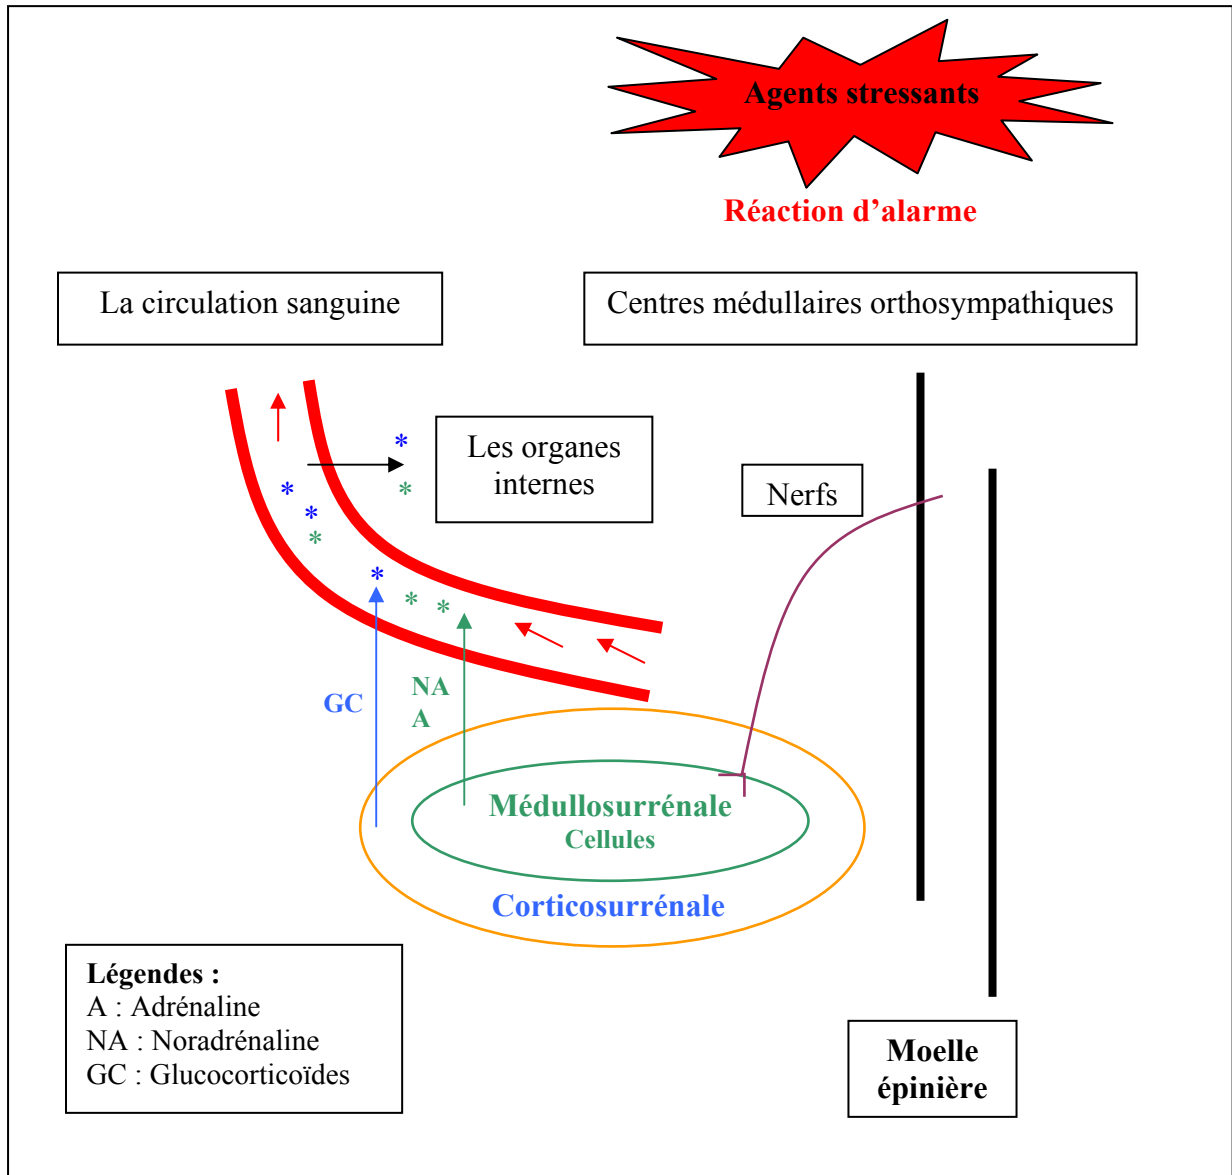 Agents stressants
Réaction d’alarme
La circulation sanguine
Centres médullaires orthosympathiques
*
Les organes
internes
*
Nerfs
*
*
*
*
*
*
GC
NA
A
Médullosurrénale
Cellules
Corticosurrénale
Légendes :
A : Adrénaline
NA : Noradrénaline
GC : Glucocorticoïdes
Moelle
épinière